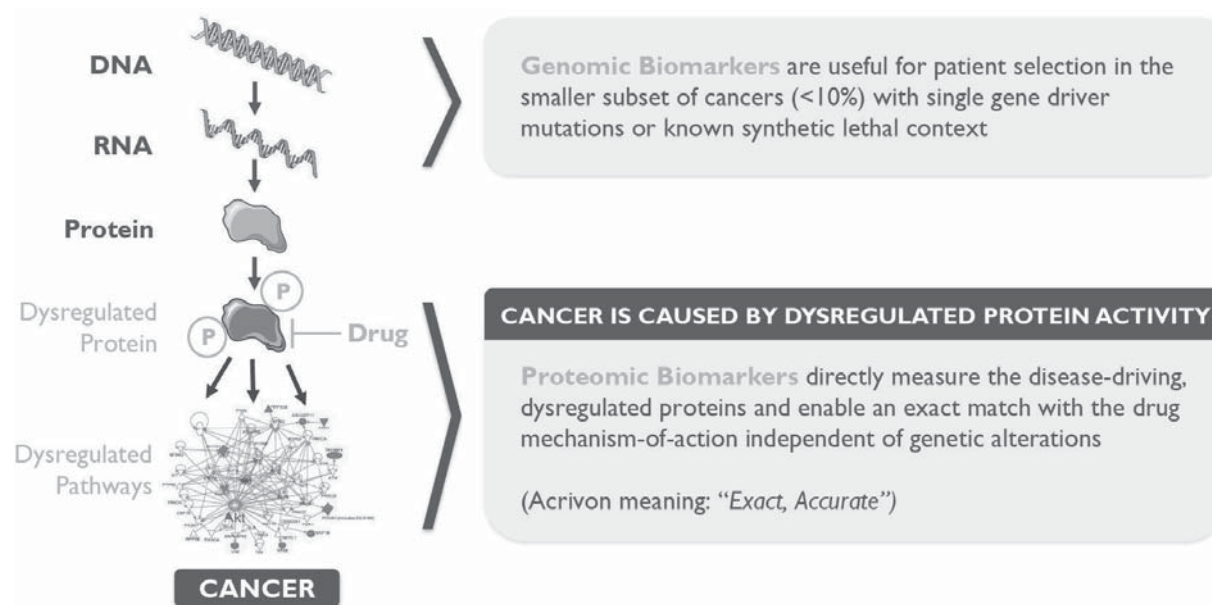 DNA
RNA
Protein
Dysregulated
Protein
P
P
Drug
Dysregulated
Pathways
Akt
CANCER
Genomic Biomarkers are useful for patient selection in the
smaller subset of cancers (<10%) with single gene driver
mutations or known synthetic lethal context
CANCER IS CAUSED BY DYSREGULATED PROTEIN ACTIVITY
Proteomic Biomarkers directly measure the disease-driving,
dysregulated proteins and enable an exact match with the drug
mechanism-of-action independent of genetic alterations
(Acrivon meaning: “Exact, Accurate”)